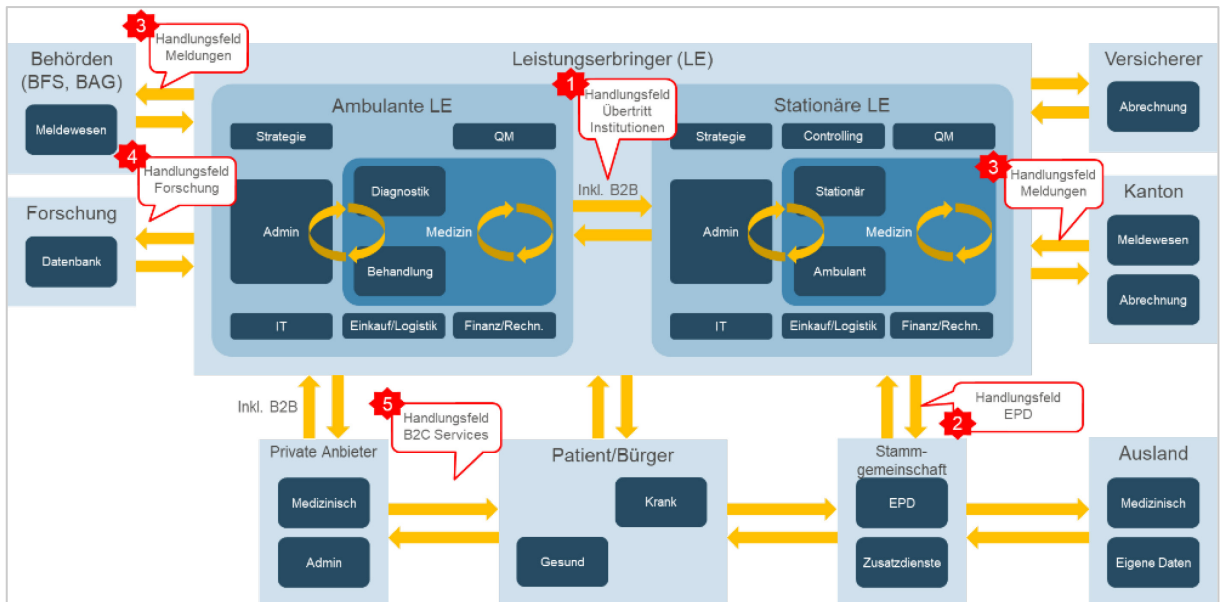 3
Handlungsfeld
Meldungen
Behörden
(BFS, BAG)
Meldewesen
4
Handlungsfeld
Forschung
Forschung
Datenbank
Leistungserbringer (LE)
Ambulante LE
Strategie
QM
Admin
Diagnostik
Medizin
Behandlung
IT
Einkauf/Logistik
Finanz/Rechn.
1
Handlungsfeld
Übertritt
Institutionen
Inkl. B2B
Stationäre LE
Strategie
Controlling
QM
Admin
Stationär
Medizin
Ambulant
IT
Einkauf/Logistik
Finanz/Rechn.
Versicherer
Abrechnung
3
Handlungsfeld
Meldungen
Kanton
Meldewesen
Abrechnung
Inkl. B2B
5
Handlungsfeld
B2C Services
Handlungsfeld
EPD
2
Private Anbieter
Medizinisch
Admin
Patient/Bürger
Krank
Gesund
Stamm-
gemeinschaft
EPD
Zusatzdienste
Ausland
Medizinisch
Eigene Daten